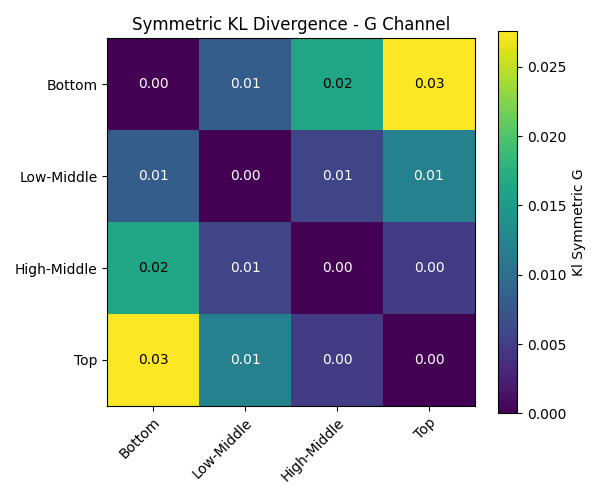 Symmetric KL Divergence - G Channel
Bottom 0.00 0.01 0.02 0.03
Low-Middle 0.01 0.00 0.01 0.01
High-Middle 0.02 0.01 0.00 0.00
Top 0.03 0.01 0.00 0.00
Bottom Low-Middle High-Middle Top
0.025
0.020
0.015
0.010
0.005
0.000
Kl Symmetric G